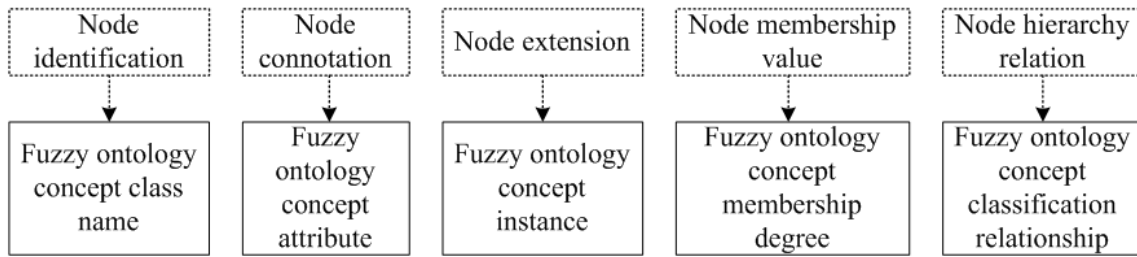 Node
identification
Node
connotation
Node extension
Node membership
value
Node hierarchy
relation
Fuzzy ontology
concept class
name
Fuzzy
ontology
concept
attribute
Fuzzy ontology
concept
instance
Fuzzy ontology
concept
membership
degree
Fuzzy ontology
concept
classification
relationship